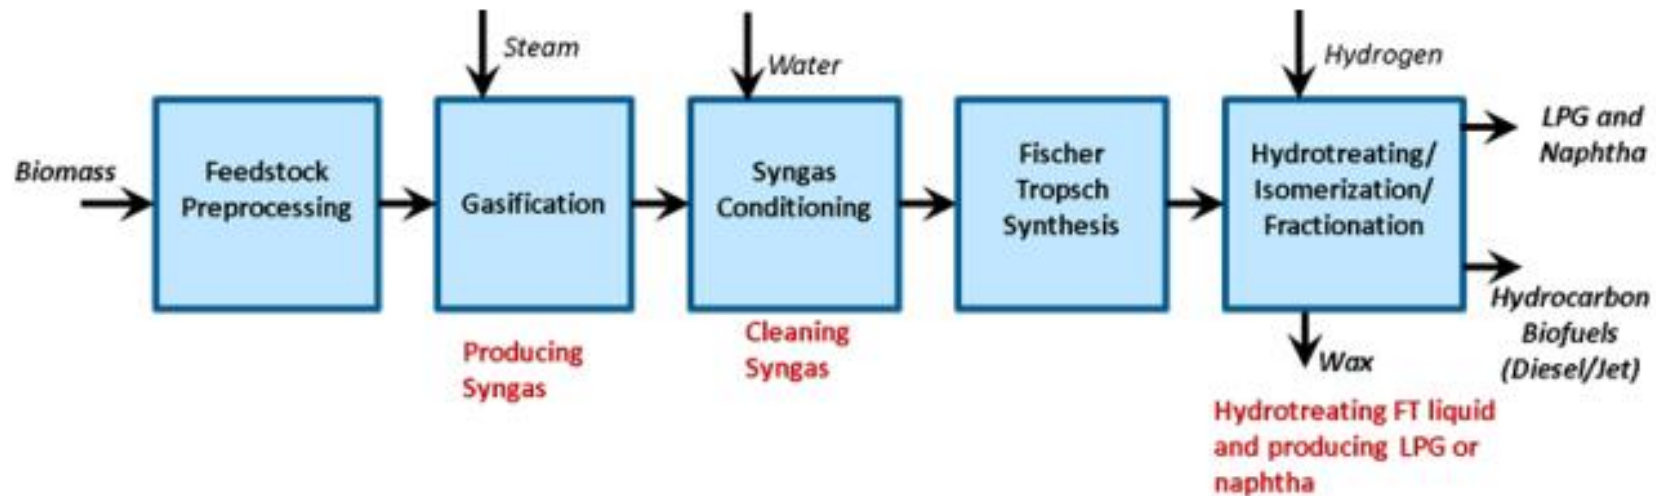 Steam
Water
Hydrogen
Biomass
Feedstock
Preprocessing
Gasification
Syngas
Conditioning
Fischer
Tropsch
Synthesis
Hydrotreating/
Isomerization/
Fractionation
LPG and
Naphtha
Hydrocarbon
Biofuels
(Diesel/Jet)
Producing
Syngas
Cleaning
Syngas
Wax
Hydrotreating FT liquid
and producing LPG or
naphtha